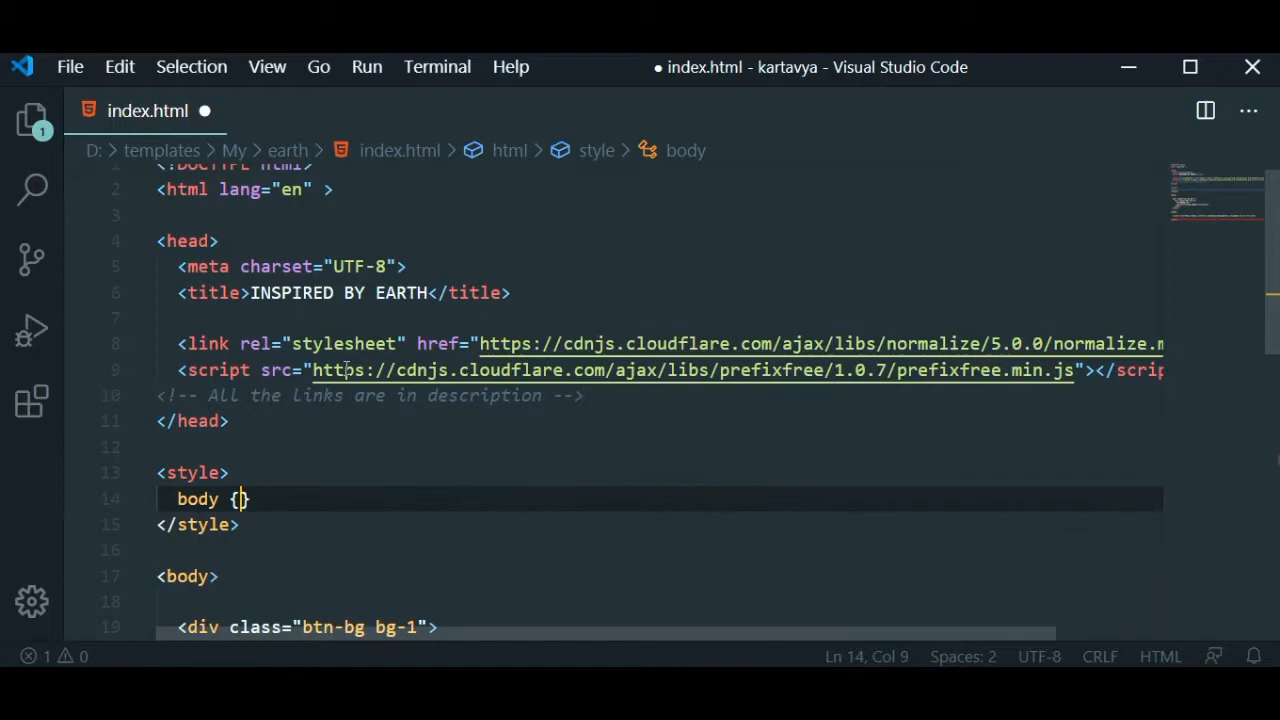 File Edit Selection View Go Run Terminal Help ● index.html - kartavya - Visual Studio Code
index.html ●
D: > templates > My > earth > index.html > html > style > body
1 <!DOCTYPE html>
2 <html lang="en" >
3
4 <head>
5 <meta charset="UTF-8">
6 <title>INSPIRED BY EARTH</title>
7
8 <link rel="stylesheet" href="https://cdnjs.cloudflare.com/ajax/libs/normalize/5.0.0/normalize.m
9 <script src="https://cdnjs.cloudflare.com/ajax/libs/prefixfree/1.0.7/prefixfree.min.js"></scrip
10 <!-- All the links are in description -->
11 </head>
12
13 <style>
14 body {}
15 </style>
16
17 <body>
18
19 <div class="btn-bg bg-1">
1
1 0 Ln 14, Col 9 Spaces: 2 UTF-8 CRLF HTML